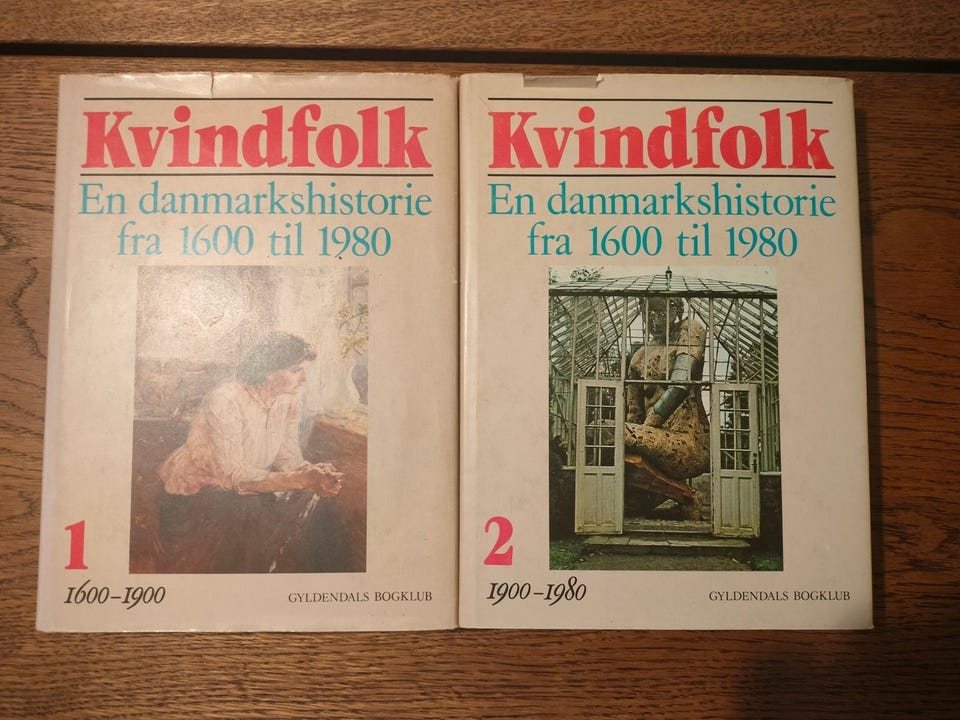 Kvindfolk
En danmarkshistorie
fra 1600 til 1980
1
1600–1900
GYLDENDALS BOGKLUB
Kvindfolk
En danmarkshistorie
fra 1600 til 1980
2
1900–1980
GYLDENDALS BOGKLUB